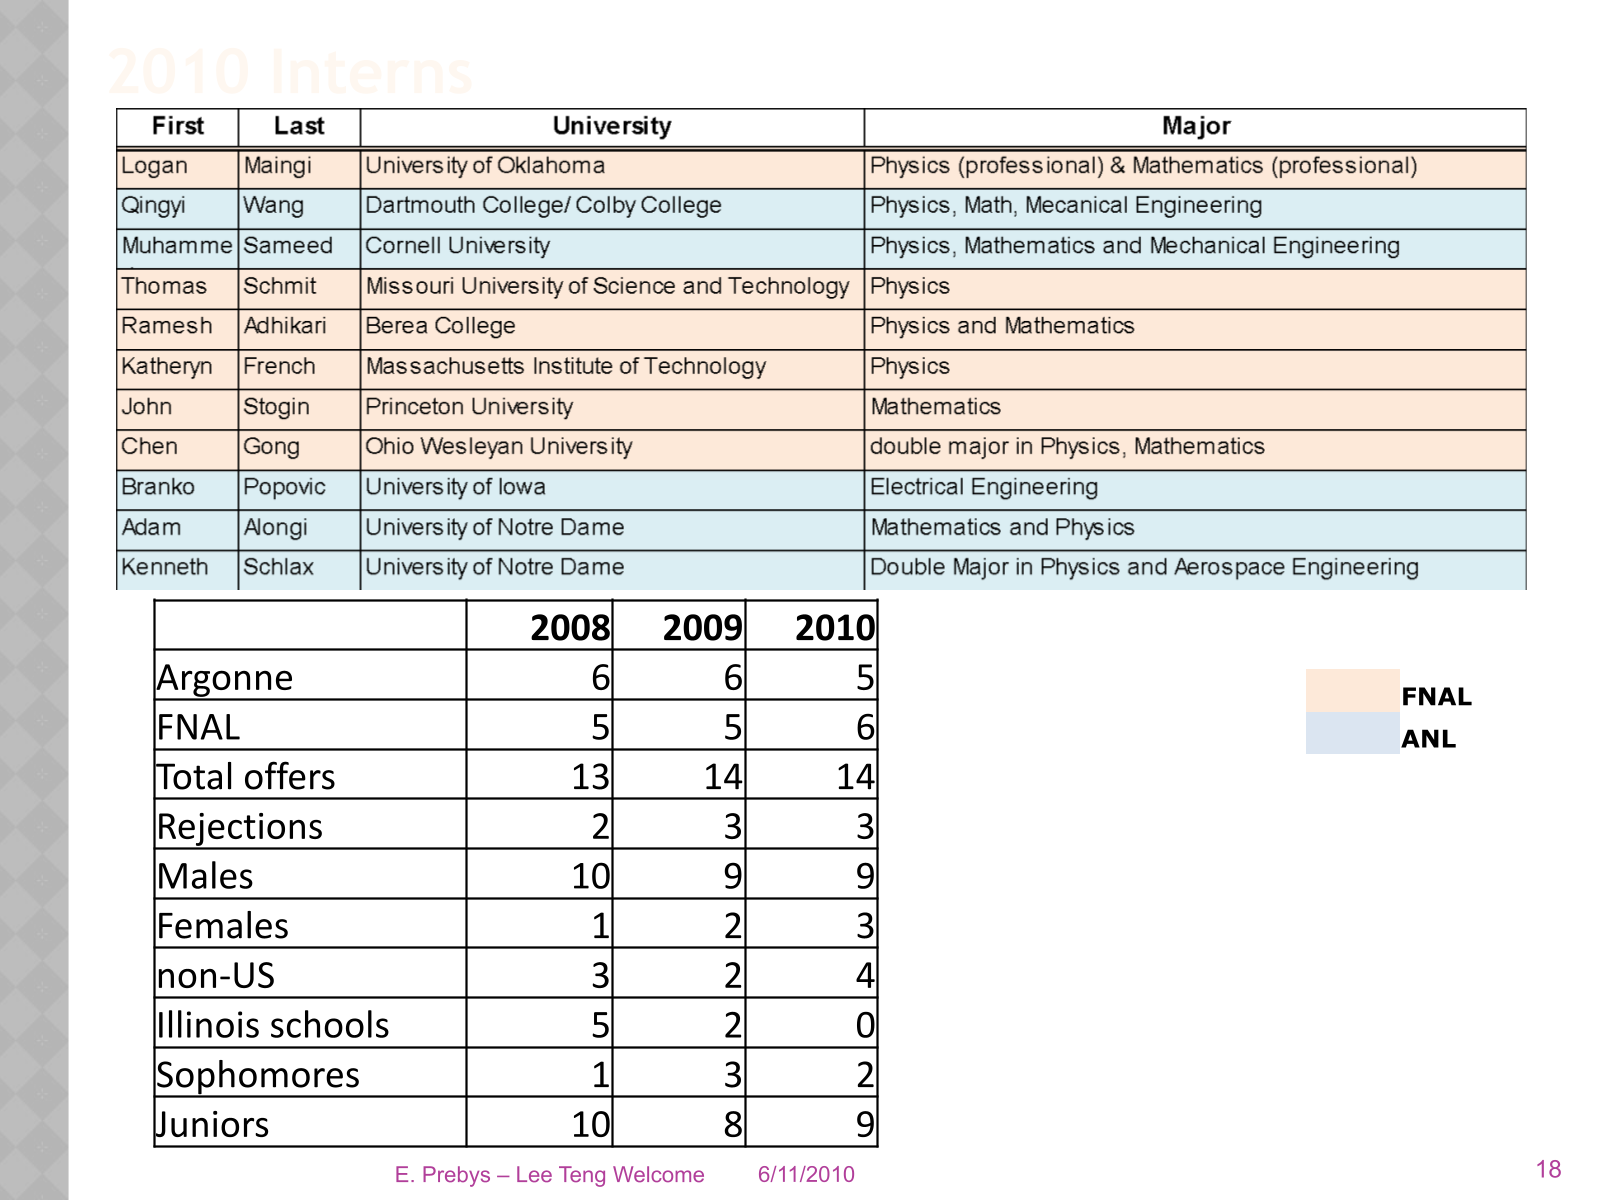 2010 Interns
First Last University Major
Logan Maingi University of Oklahoma Physics (professional) & Mathematics (professional)
Qingyi Wang Dartmouth College/ Colby College Physics, Math, Mecanical Engineering
Muhamme Sameed Cornell University Physics, Mathematics and Mechanical Engineering
Thomas Schmit Missouri University of Science and Technology Physics
Ramesh Adhikari Berea College Physics and Mathematics
Katheryn French Massachusetts Institute of Technology Physics
John Stogin Princeton University Mathematics
Chen Gong Ohio Wesleyan University double major in Physics, Mathematics
Branko Popovic University of Iowa Electrical Engineering
Adam Alongi University of Notre Dame Mathematics and Physics
Kenneth Schlax University of Notre Dame Double Major in Physics and Aerospace Engineering
2008 2009 2010
Argonne 6 6 5
FNAL 5 5 6
Total offers 13 14 14
Rejections 2 3 3
Males 10 9 9
Females 1 2 3
non-US 3 2 4
Illinois schools 5 2 0
Sophomores 1 3 2
Juniors 10 8 9
FNAL
ANL
E. Prebys – Lee Teng Welcome 6/11/2010
18